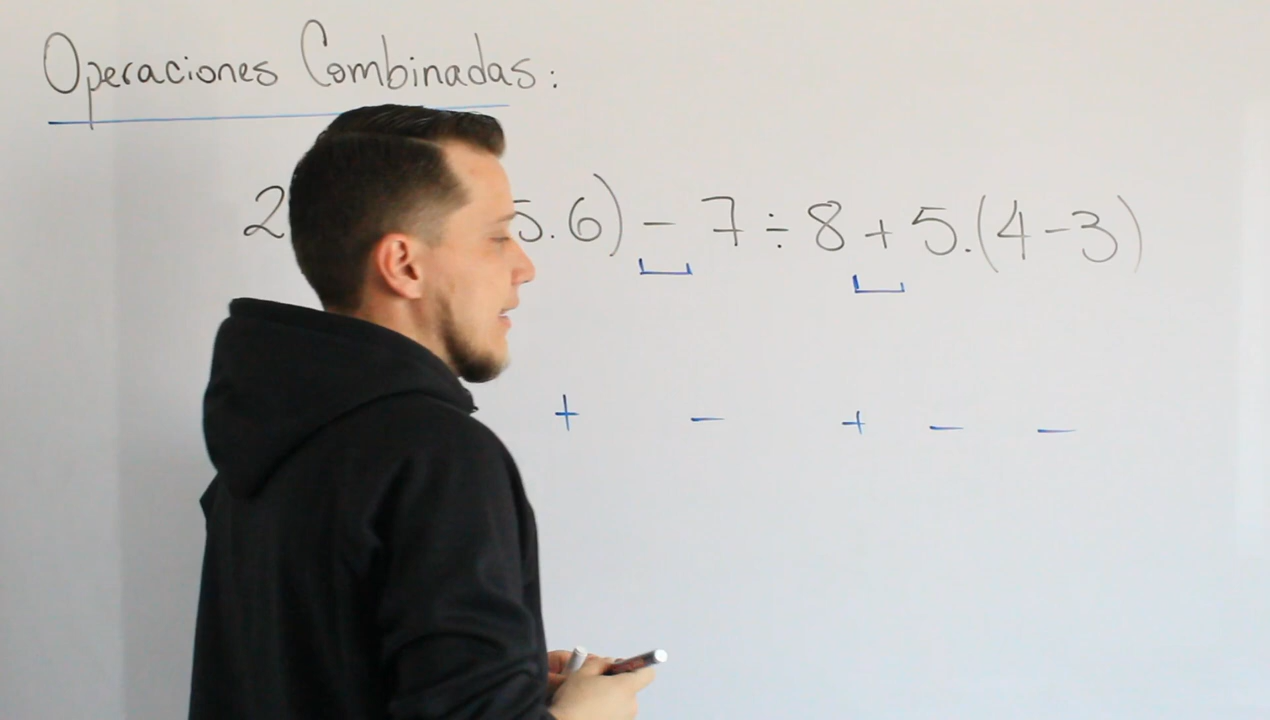 Operaciones Combinadas:
2 5.6) - 7 ÷ 8 + 5.(4-3)
+ - + - -